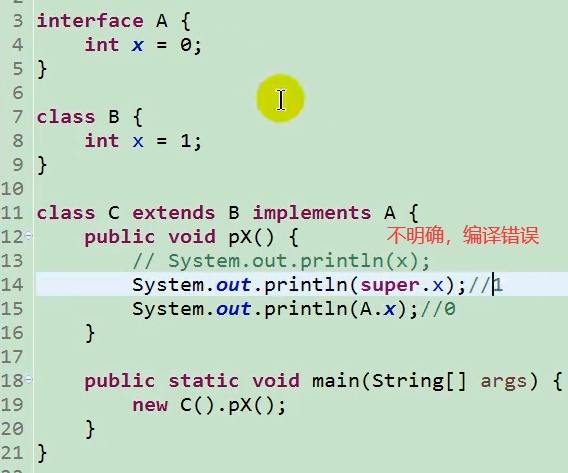 3 interface A {
4 int x = 0;
5 }
6
7 class B {
8 int x = 1;
9 }
10
11 class C extends B implements A {
12 public void pX() { 不明确，编译错误
13 // System.out.println(x);
14 System.out.println(super.x);//1
15 System.out.println(A.x);//0
16 }
17
18 public static void main(String[] args) {
19 new C().pX();
20 }
21 }